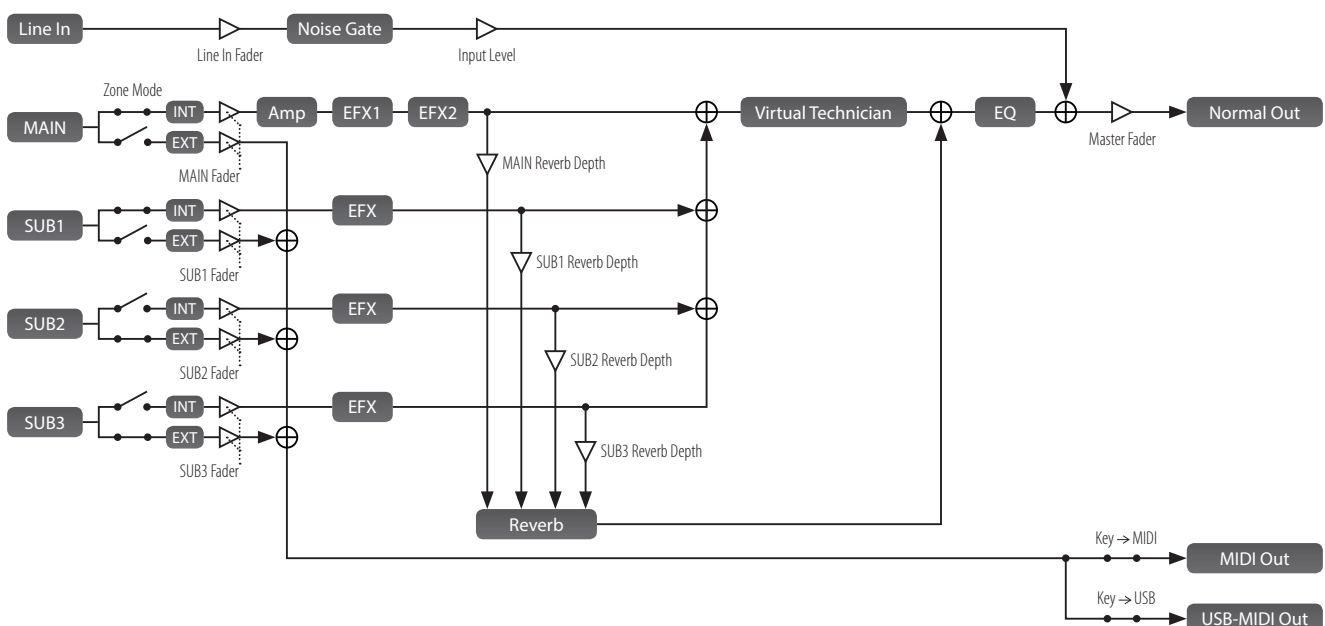 Line In
Line In Fader
Noise Gate
Input Level
Zone Mode
MAIN
INT
EXT
MAIN Fader
Amp
EFX1
EFX2
MAIN Reverb Depth
Virtual Technician
EQ
Master Fader
Normal Out
SUB1
INT
EXT
SUB1 Fader
EFX
SUB1 Reverb Depth
SUB2
INT
EXT
SUB2 Fader
EFX
SUB2 Reverb Depth
SUB3
INT
EXT
SUB3 Fader
EFX
SUB3 Reverb Depth
Reverb
Key → MIDI
MIDI Out
Key → USB
USB-MIDI Out